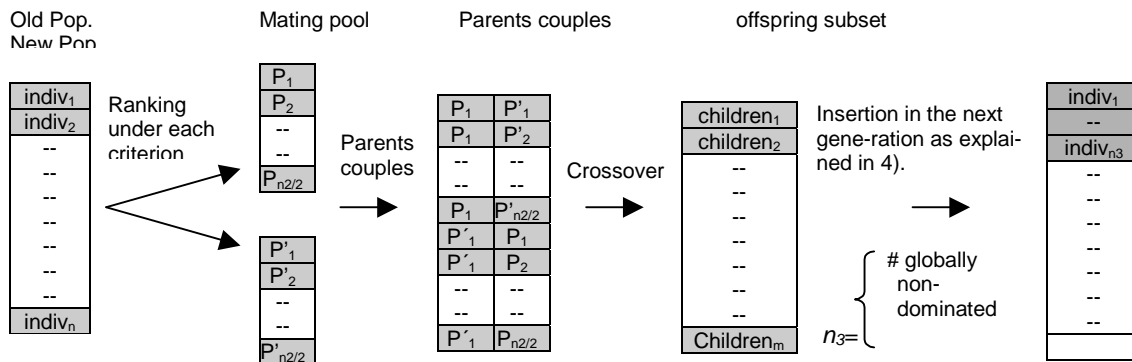 Old Pop.
New Pop
Mating pool
Parents couples
offspring subset
indiv1
indiv2
--
--
--
--
--
--
--
indivn
Ranking
under each
criterion
P1
P2
--
--
Pn2/2
P'1
P'2
--
--
P'n2/2
Parents
couples
P1 P'1
P1 P'2
-- --
-- --
P1 P'n2/2
P´1 P1
P´1 P2
-- --
-- --
P'1 Pn2/2
Crossover
children1
children2
--
--
--
--
--
--
--
Childrenm
Insertion in the next
gene-ration as explai-
ned in 4).
# globally
non-
dominated
n3=
indiv1
--
indivn3
--
--
--
--
--
--
--